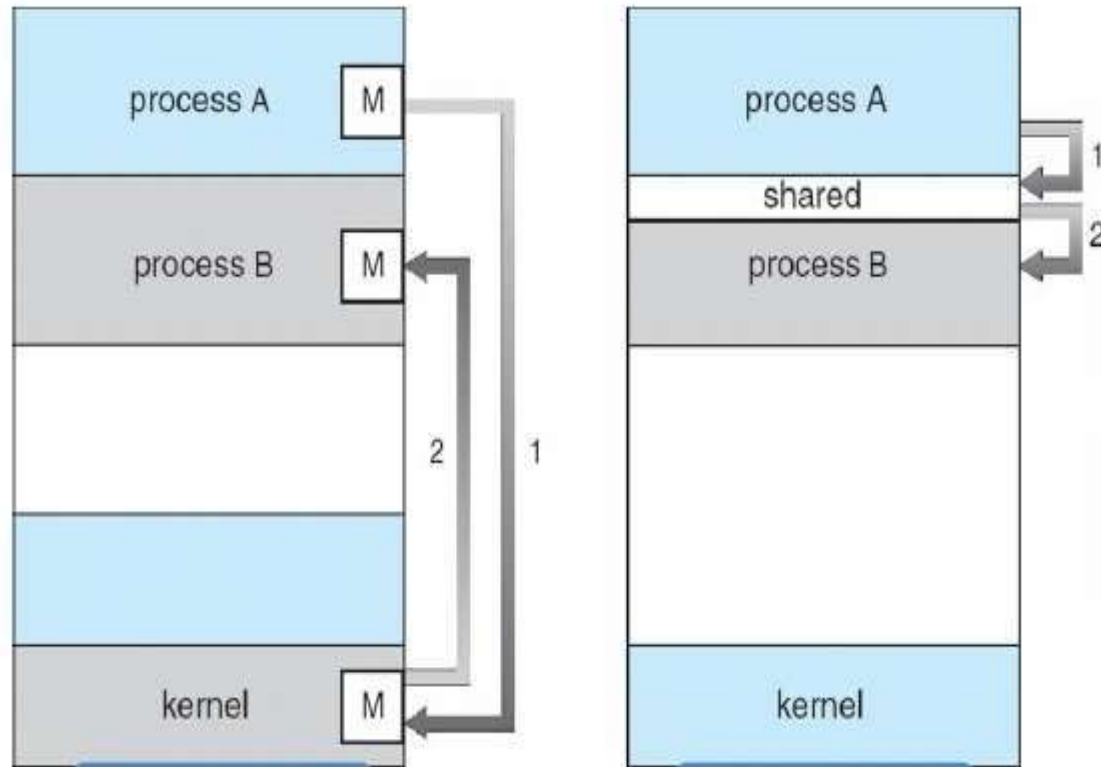 process A
M
process B
M
2
1
kernel
M
process A
1
shared
2
process B
kernel